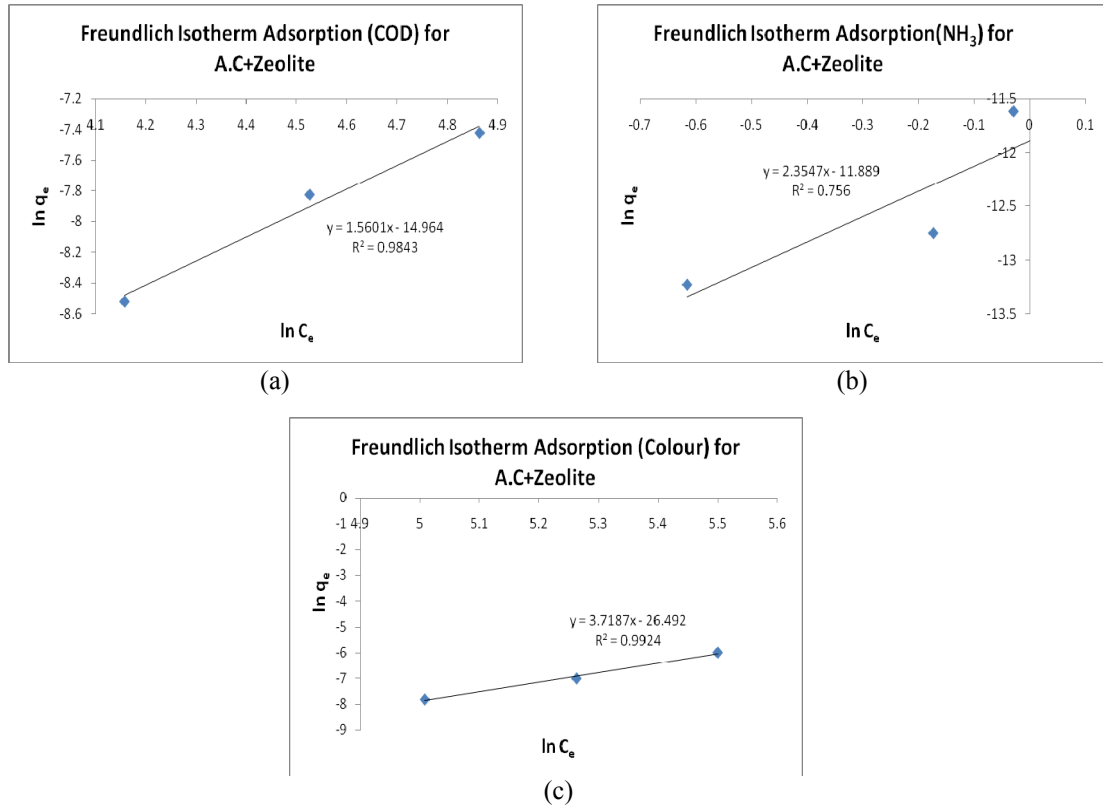 Freundlich Isotherm Adsorption (COD) for
A.C+Zeolite
-7.2
4.1 4.2 4.3 4.4 4.5 4.6 4.7 4.8 4.9
-7.4
-7.6
-7.8
-8
-8.2
-8.4
-8.6
ln qₑ
y = 1.5601x - 14.964
R² = 0.9843
ln Cₑ
(a)
Freundlich Isotherm Adsorption(NH₃) for
A.C+Zeolite
-0.7 -0.6 -0.5 -0.4 -0.3 -0.2 -0.1 0 0.1
-11.5
-12
-12.5
-13
-13.5
ln qₑ
y = 2.3547x - 11.889
R² = 0.756
ln Cₑ
(b)
Freundlich Isotherm Adsorption (Colour) for
A.C+Zeolite
0
-1 4.9 5 5.1 5.2 5.3 5.4 5.5 5.6
-2
-3
-4
-5
-6
-7
-8
-9
ln qₑ
y = 3.7187x - 26.492
R² = 0.9924
ln Cₑ
(c)